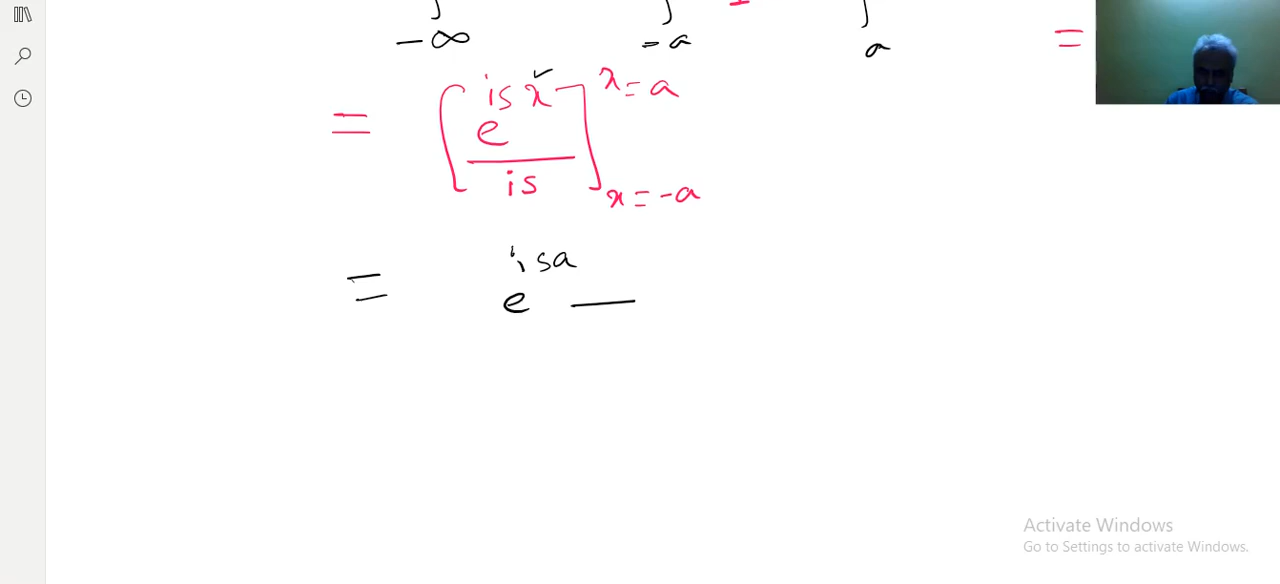 -∞ -a a =
= [e^{isx} / is]_{x=-a}^{x=a}
= e^{isa} —
Activate Windows
Go to Settings to activate Windows.